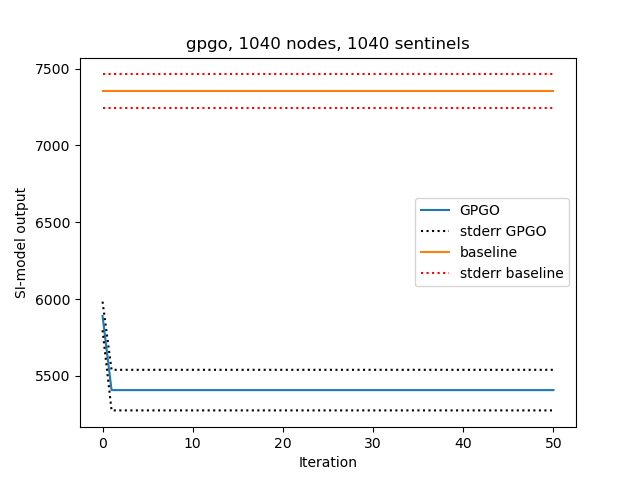 gpgo, 1040 nodes, 1040 sentinels
7500
7000
6500
6000
5500
SI-model output
GPGO
stderr GPGO
baseline
stderr baseline
0 10 20 30 40 50
Iteration